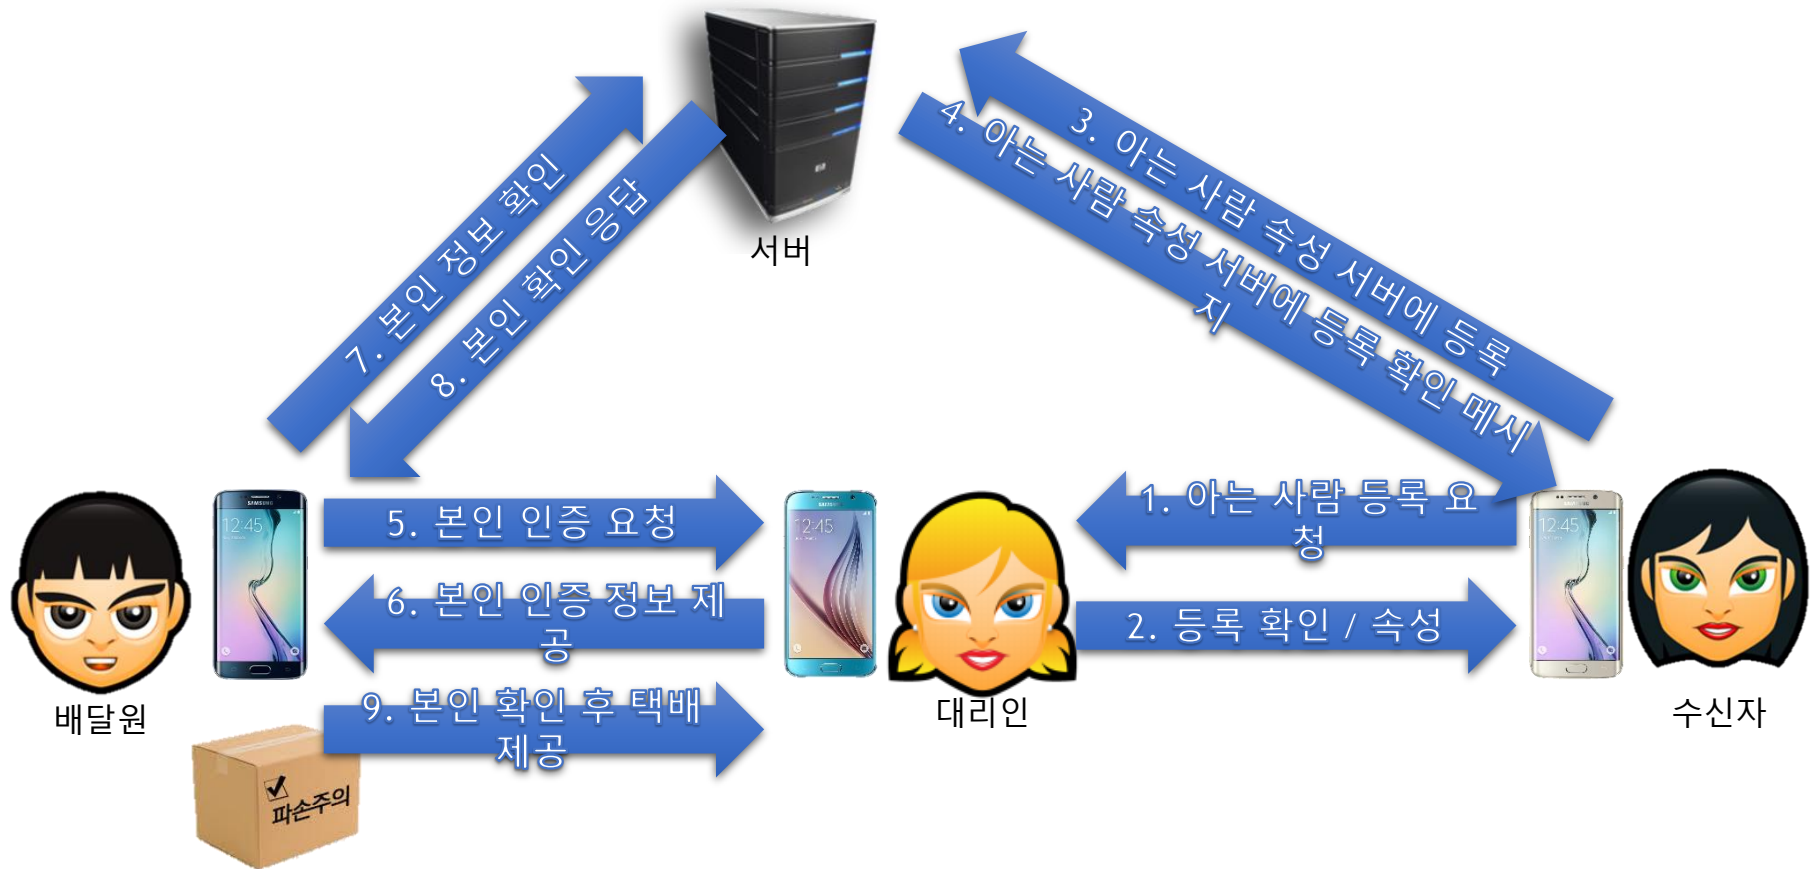 서버
3. 아는 사람 속성 서버에 등록
4. 아는 사람 속성 서버에 등록 확인 메시
지
7. 본인 정보 확인
8. 본인 확인 응답
SAMSUNG
12:45
5. 본인 인증 요청
SAMSUNG
12:45
1. 아는 사람 등록 요
청
12:45
6. 본인 인증 정보 제
공
2. 등록 확인 / 속성
배달원
9. 본인 확인 후 택배
제공
대리인
수신자
파손주의